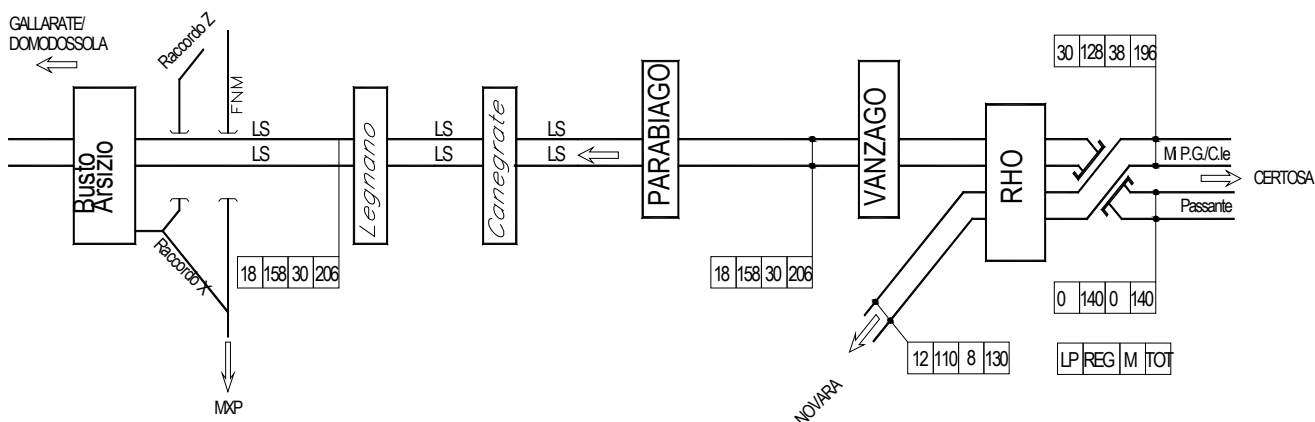 GALLARATE/
DOMODOSSOLA
Raccordo Z
FNM
Busto
Arsizio
Raccordo X
MXP
LS
LS
Legnano
LS
LS
Canegrate
LS
LS
PARABIAGO
VANZAGO
RHO
30 128 38 196
MI P.G./C.le
CERTOSA
Passante
18 158 30 206
18 158 30 206
0 140 0 140
12 110 8 130
LP REG M TOT
NOVARA